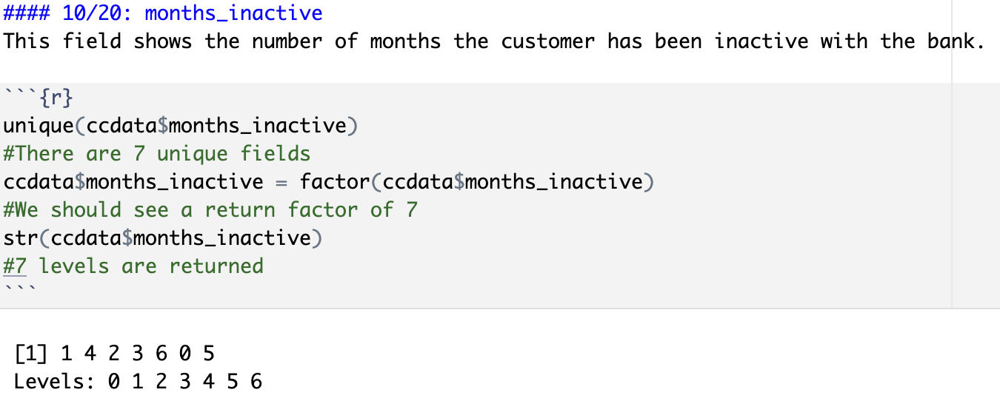 #### 10/20: months_inactive
This field shows the number of months the customer has been inactive with the bank.
```{r}
unique(ccdata$months_inactive)
#There are 7 unique fields
ccdata$months_inactive = factor(ccdata$months_inactive)
#We should see a return factor of 7
str(ccdata$months_inactive)
#7 levels are returned
```
[1] 1 4 2 3 6 0 5
Levels: 0 1 2 3 4 5 6